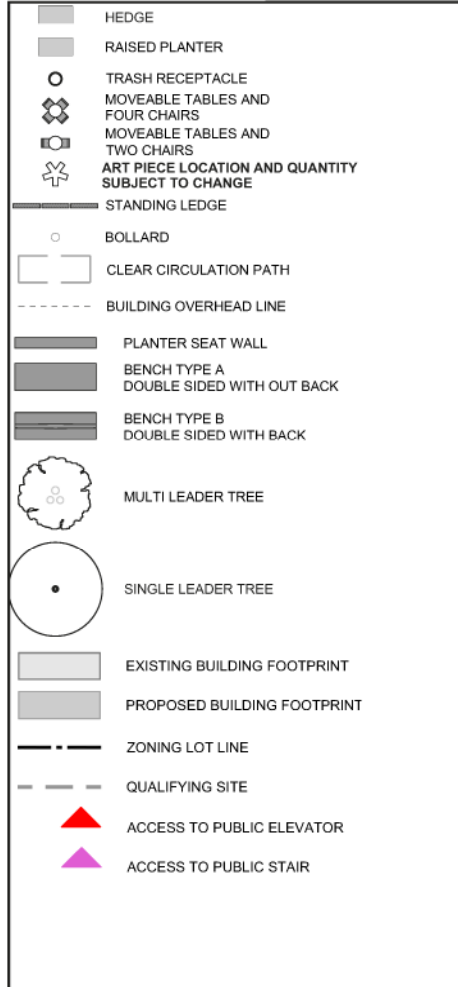 HEDGE
RAISED PLANTER
TRASH RECEPTACLE
MOVEABLE TABLES AND
FOUR CHAIRS
MOVEABLE TABLES AND
TWO CHAIRS
ART PIECE LOCATION AND QUANTITY
SUBJECT TO CHANGE
STANDING LEDGE
BOLLARD
CLEAR CIRCULATION PATH
BUILDING OVERHEAD LINE
PLANTER SEAT WALL
BENCH TYPE A
DOUBLE SIDED WITH OUT BACK
BENCH TYPE B
DOUBLE SIDED WITH BACK
MULTI LEADER TREE
SINGLE LEADER TREE
EXISTING BUILDING FOOTPRINT
PROPOSED BUILDING FOOTPRINT
ZONING LOT LINE
QUALIFYING SITE
ACCESS TO PUBLIC ELEVATOR
ACCESS TO PUBLIC STAIR